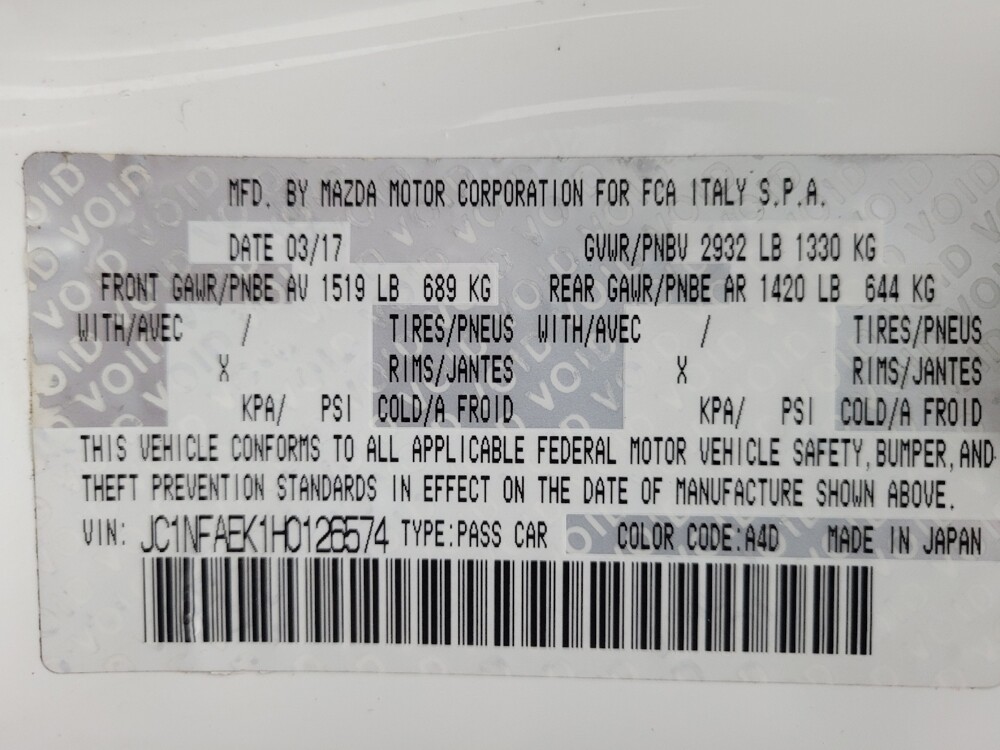 MFD. BY MAZDA MOTOR CORPORATION FOR FCA ITALY S.P.A.
DATE 03/17 GVWR/PNBV 2932 LB 1330 KG
FRONT GAWR/PNBE AV 1519 LB 689 KG REAR GAWR/PNBE AR 1420 LB 644 KG
WITH/AVEC / TIRES/PNEUS WITH/AVEC / TIRES/PNEUS
X RIMS/JANTES X RIMS/JANTES
KPA/ PSI COLD/A FROID KPA/ PSI COLD/A FROID
THIS VEHICLE CONFORMS TO ALL APPLICABLE FEDERAL MOTOR VEHICLE SAFETY,BUMPER,AND
THEFT PREVENTION STANDARDS IN EFFECT ON THE DATE OF MANUFACTURE SHOWN ABOVE.
VIN: JC1NFAEK1H0126574 TYPE:PASS CAR COLOR CODE:A4D MADE IN JAPAN